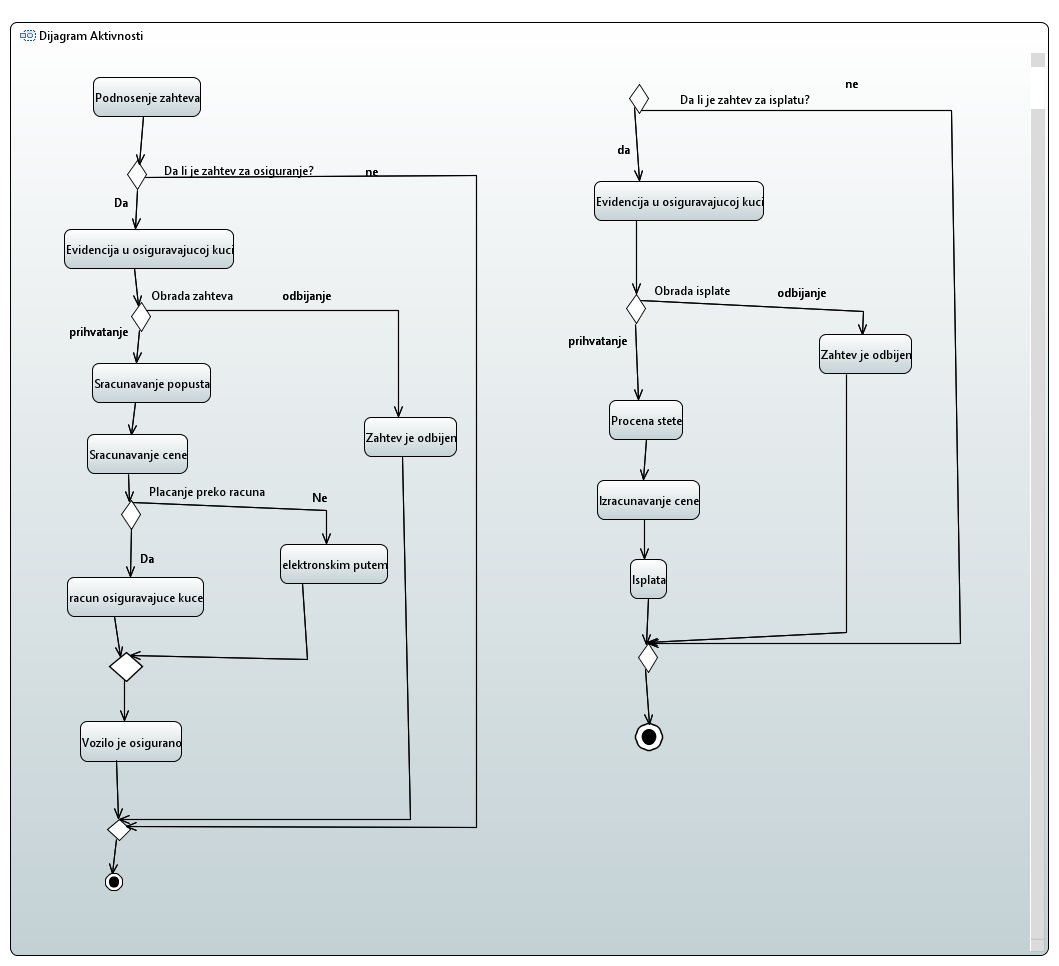 Dijagram Aktivnosti
Podnosenje zahteva
Da li je zahtev za osiguranje?
ne
Da
Evidencija u osiguravajucoj kuci
Obrada zahteva
odbijanje
prihvatanje
Sracunavanje popusta
Zahtev je odbijen
Sracunavanje cene
Placanje preko racuna
Ne
Da
elektronskim putem
racun osiguravajuce kuce
Vozilo je osigurano
ne
Da li je zahtev za isplatu?
da
Evidencija u osiguravajucoj kuci
Obrada isplate
odbijanje
prihvatanje
Zahtev je odbijen
Procena stete
Izracunavanje cene
Isplata